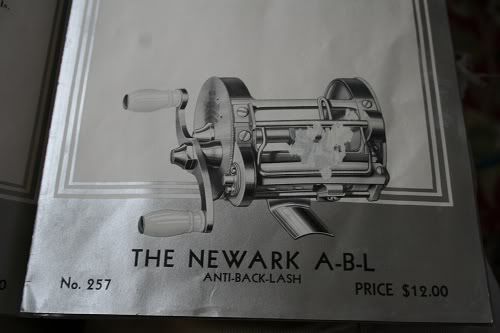 THE NEWARK A-B-L
ANTI-BACK-LASH
No. 257
PRICE $12.00